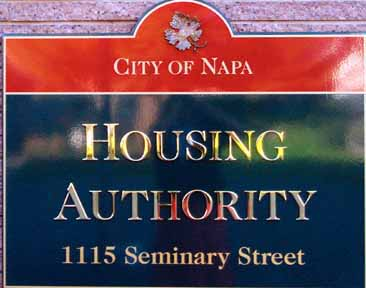 CITY OF NAPA
HOUSING
AUTHORITY
1115 Seminary Street